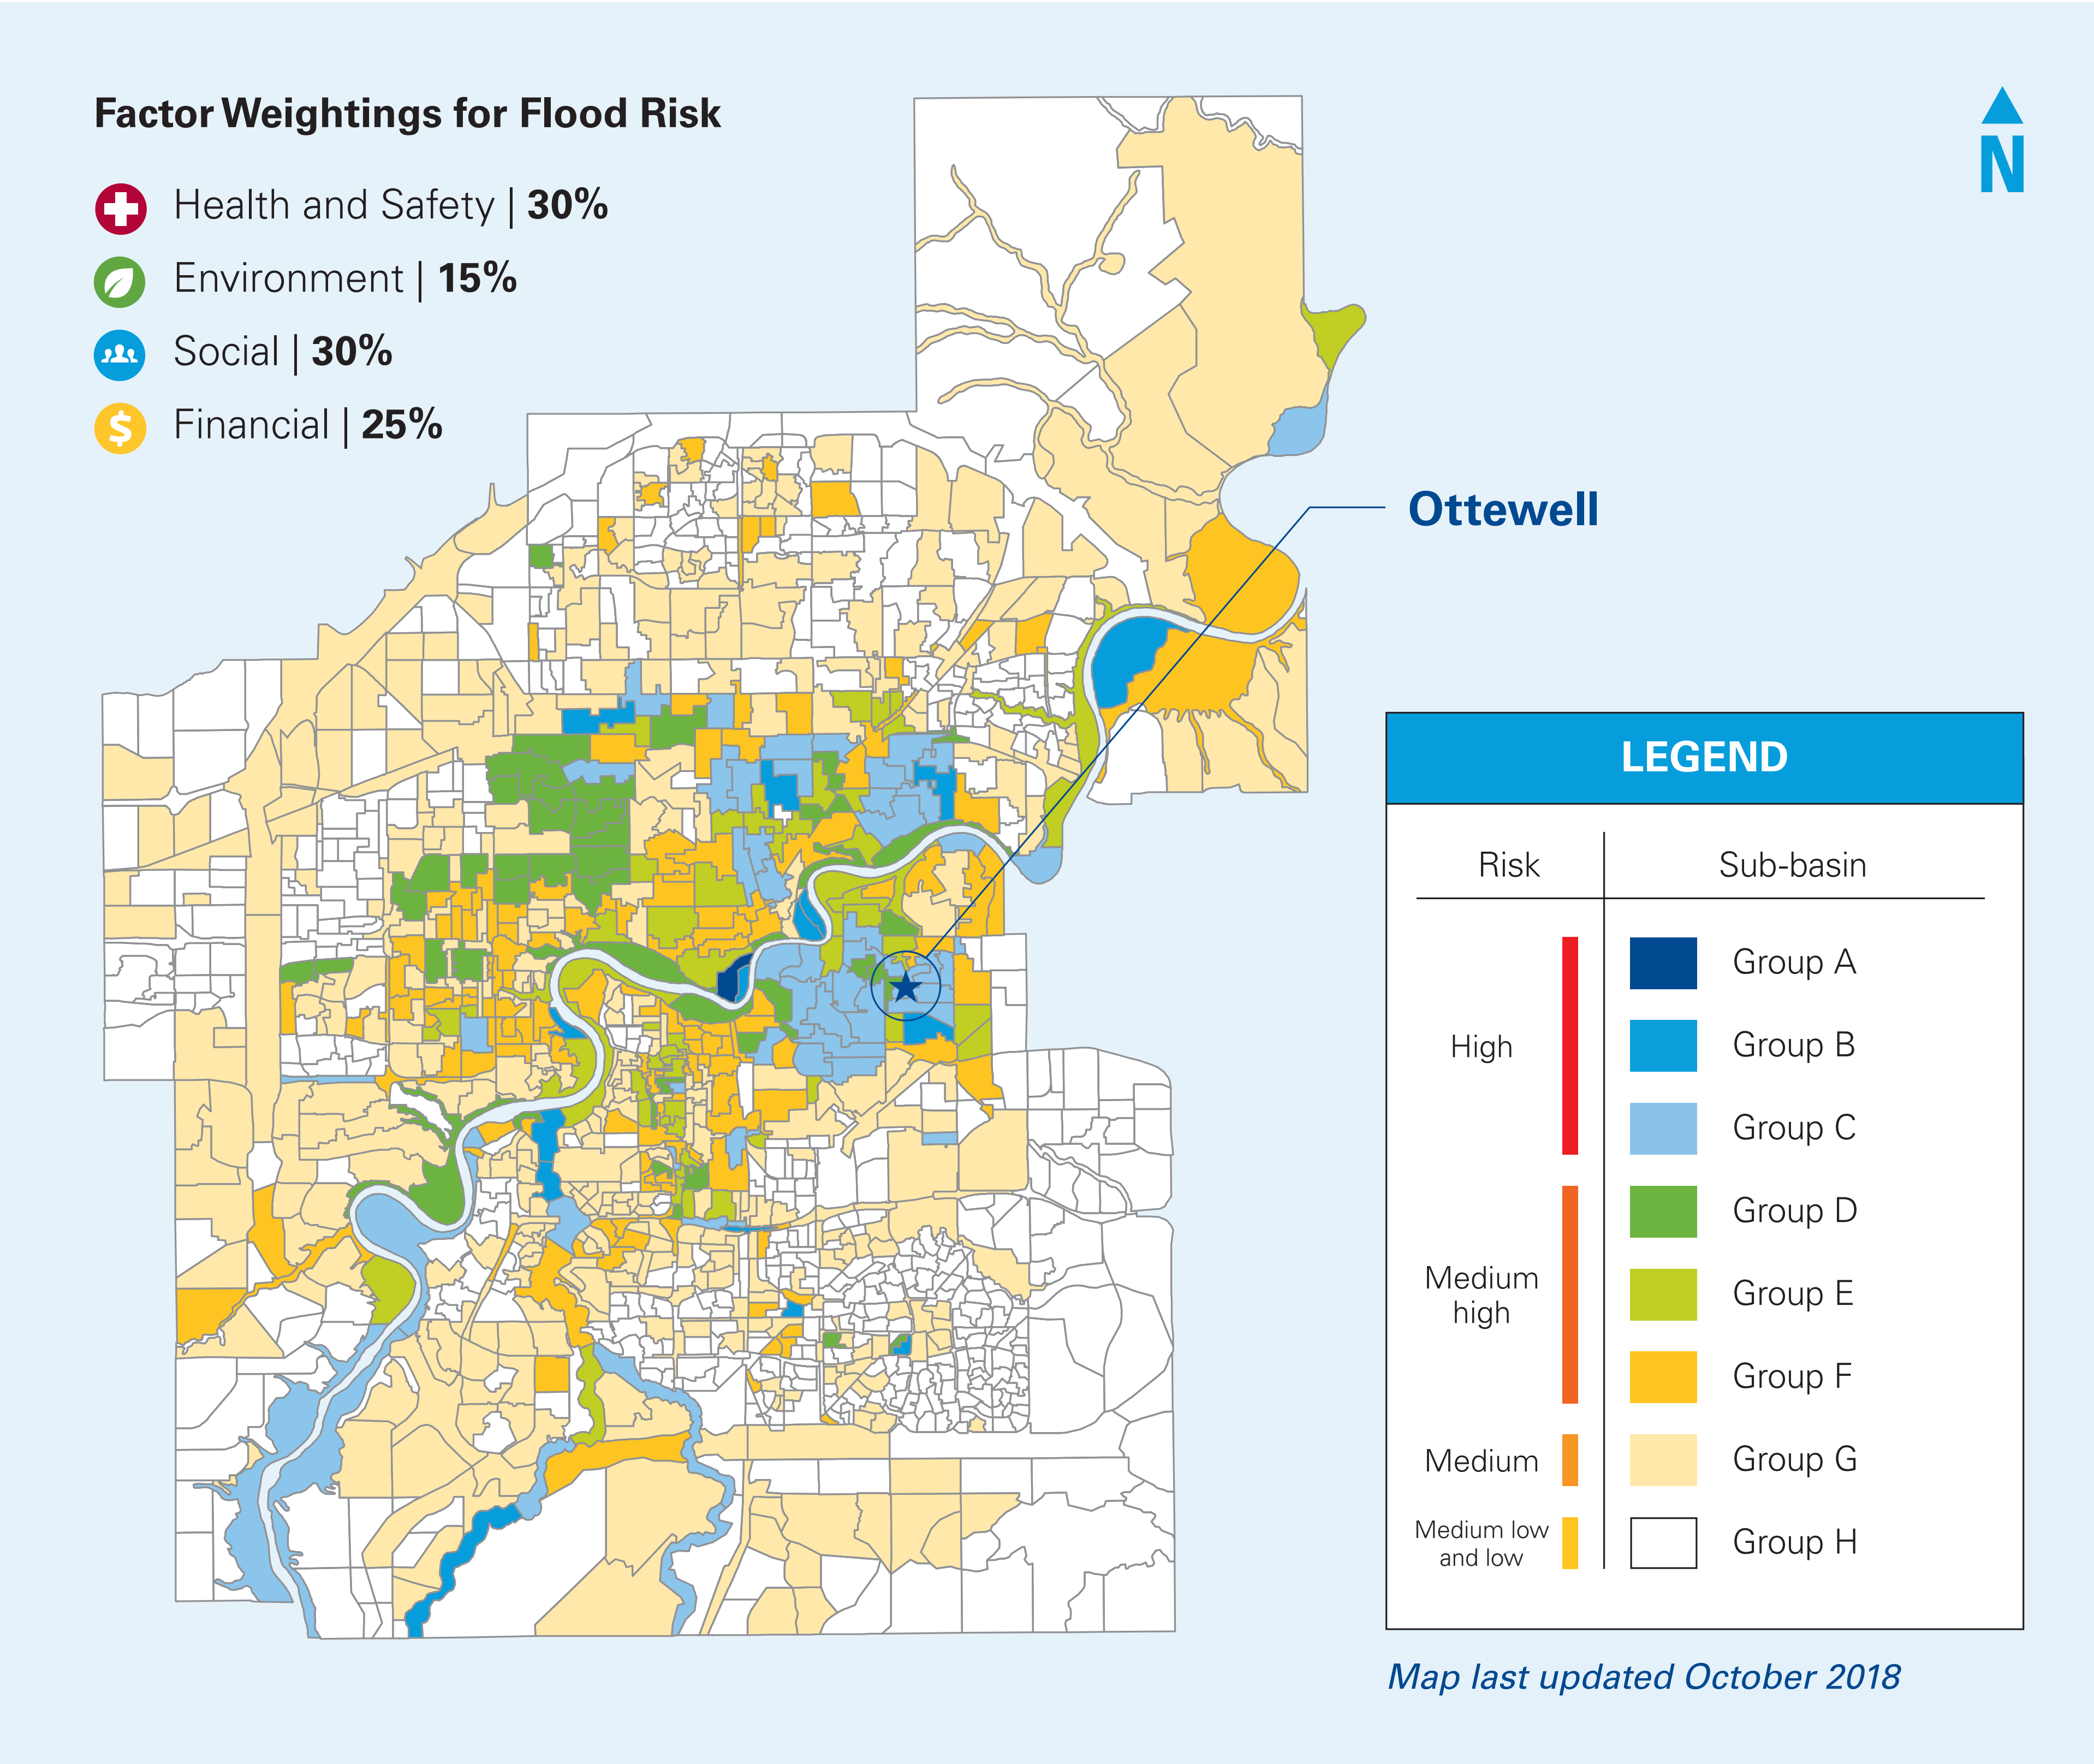 Factor Weightings for Flood Risk
Health and Safety | 30%
Environment | 15%
Social | 30%
$ Financial | 25%
N
Ottewell
LEGEND
Risk Sub-basin
Group A
High Group B
Group C
Group D
Medium
high
Group E
Group F
Medium Group G
Medium low
and low
Group H
Map last updated October 2018